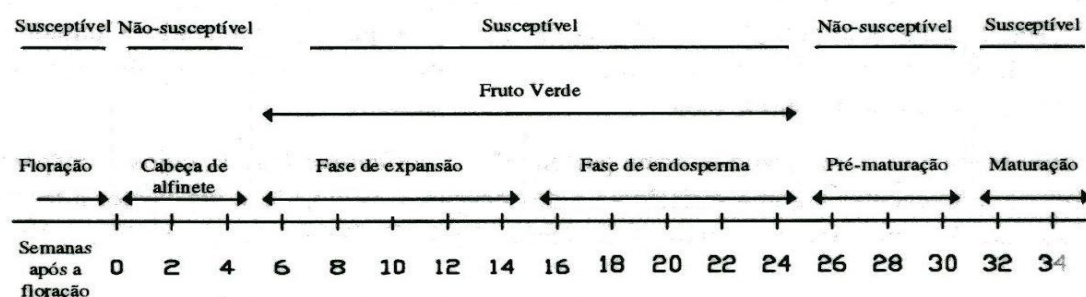 Susceptível Não-susceptível Susceptível Não-susceptível Susceptível
Fruto Verde
Floração Cabeça de alfinete Fase de expansão Fase de endosperma Pré-maturação Maturação
Semanas após a floração 0 2 4 6 8 10 12 14 16 18 20 22 24 26 28 30 32 34